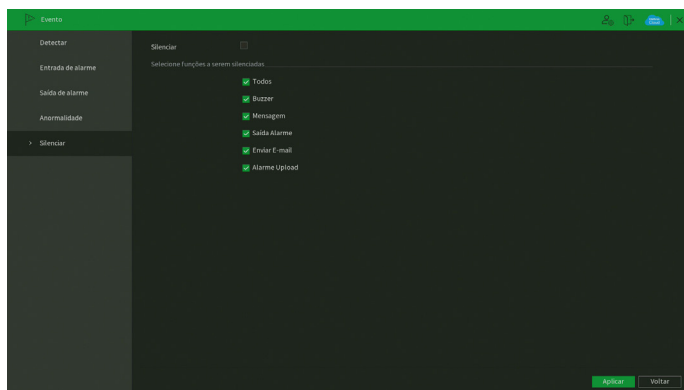 Evento
Detectar
Entrada de alarme
Saída de alarme
Anormalidade
> Silenciar
Silenciar
Selecione funções a serem silenciadas
Todos
Buzzer
Mensagem
Saída Alarme
Enviar E-mail
Alarme Upload
Aplicar
Voltar